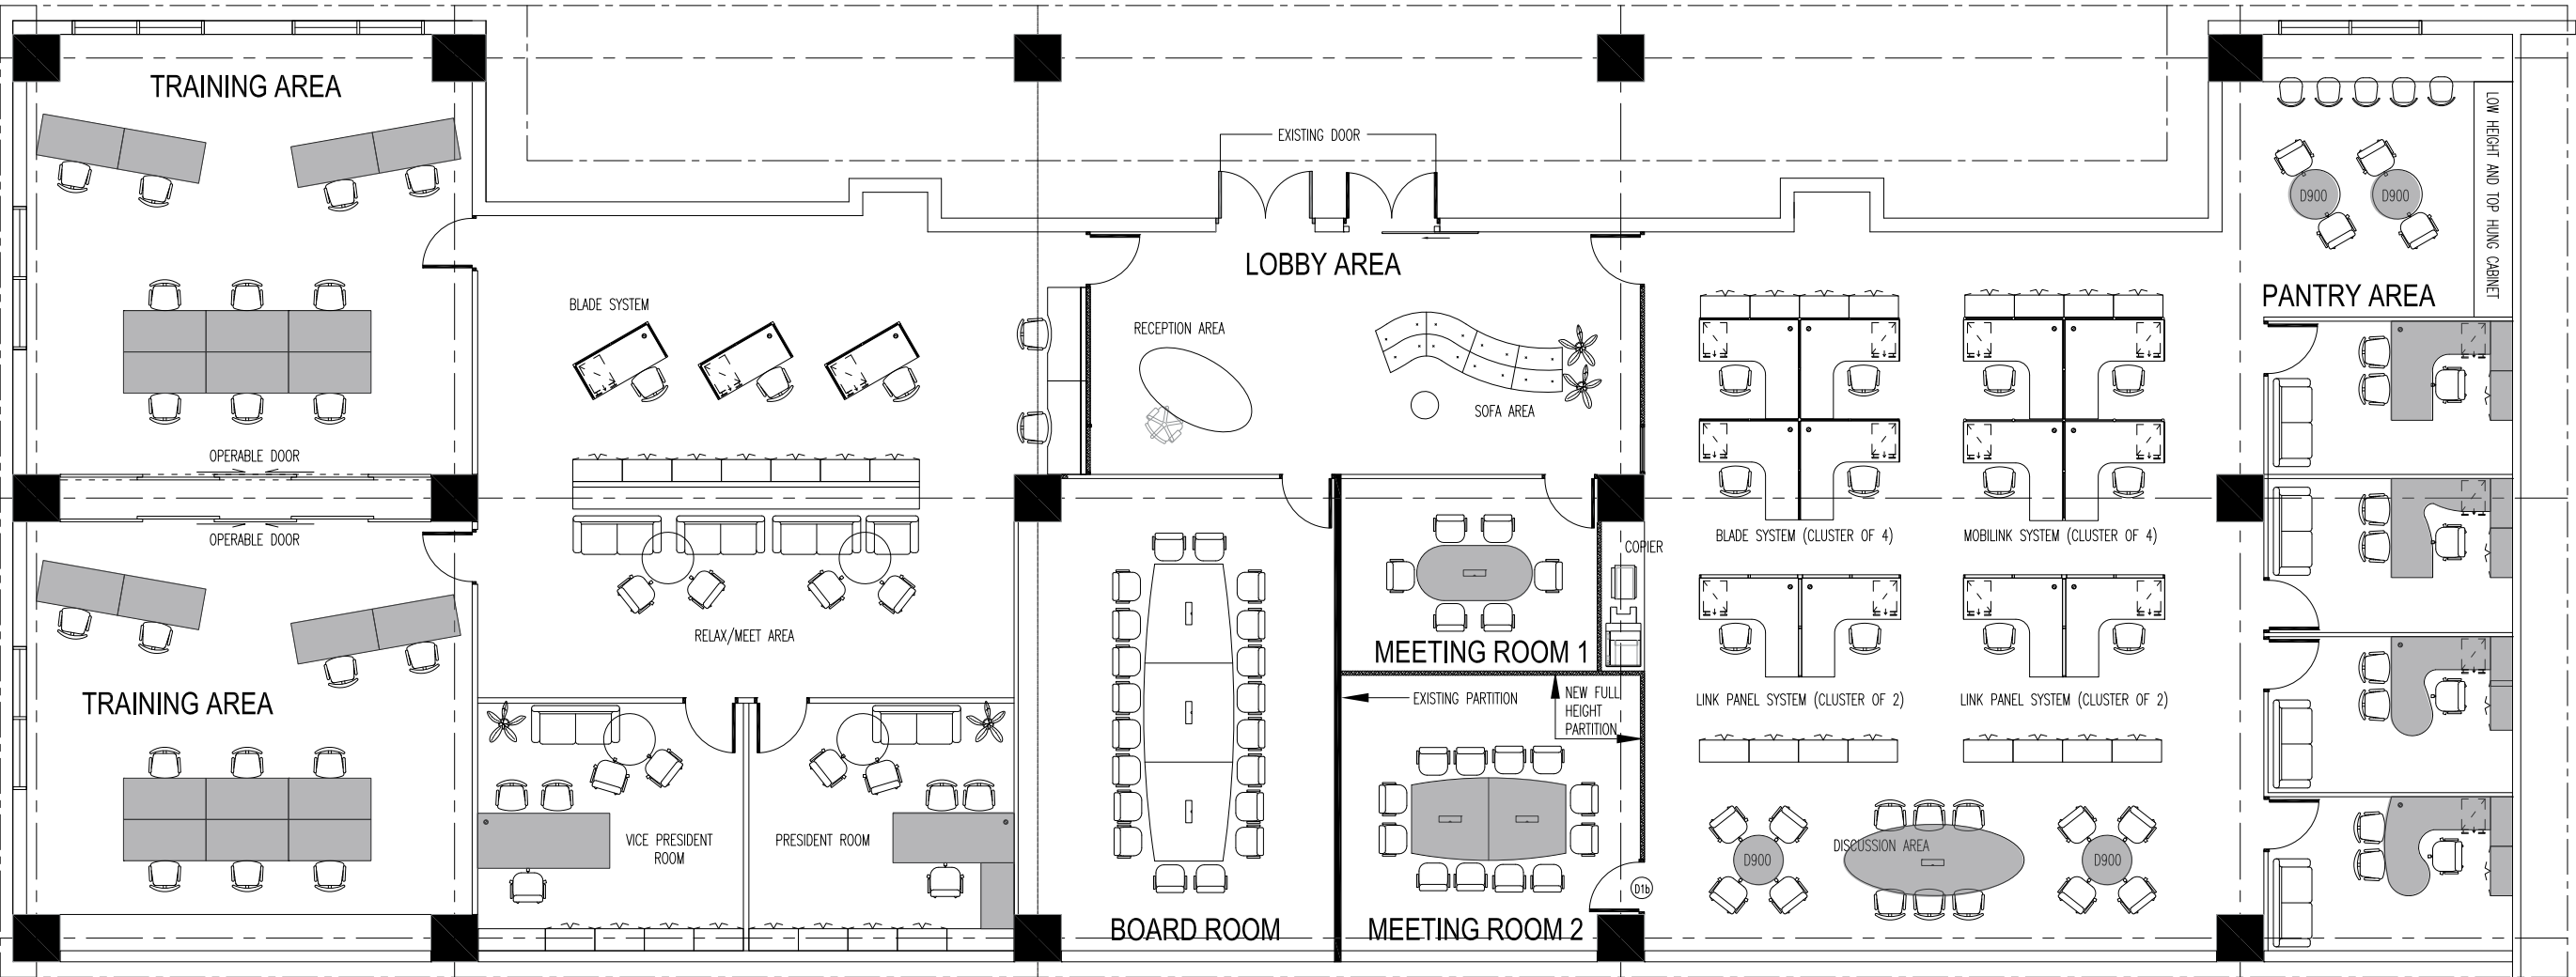 TRAINING AREA
EXISTING DOOR
LOW HEIGHT AND TOP HUNG CABINET
D900
D900
LOBBY AREA
PANTRY AREA
BLADE SYSTEM
RECEPTION AREA
SOFA AREA
OPERABLE DOOR
OPERABLE DOOR
BLADE SYSTEM (CLUSTER OF 4)
MOBILINK SYSTEM (CLUSTER OF 4)
COPIER
RELAX/MEET AREA
MEETING ROOM 1
TRAINING AREA
EXISTING PARTITION
NEW FULL
HEIGHT
PARTITION
LINK PANEL SYSTEM (CLUSTER OF 2)
LINK PANEL SYSTEM (CLUSTER OF 2)
VICE PRESIDENT
ROOM
PRESIDENT ROOM
D900
DISCUSSION AREA
D900
D1b
BOARD ROOM
MEETING ROOM 2